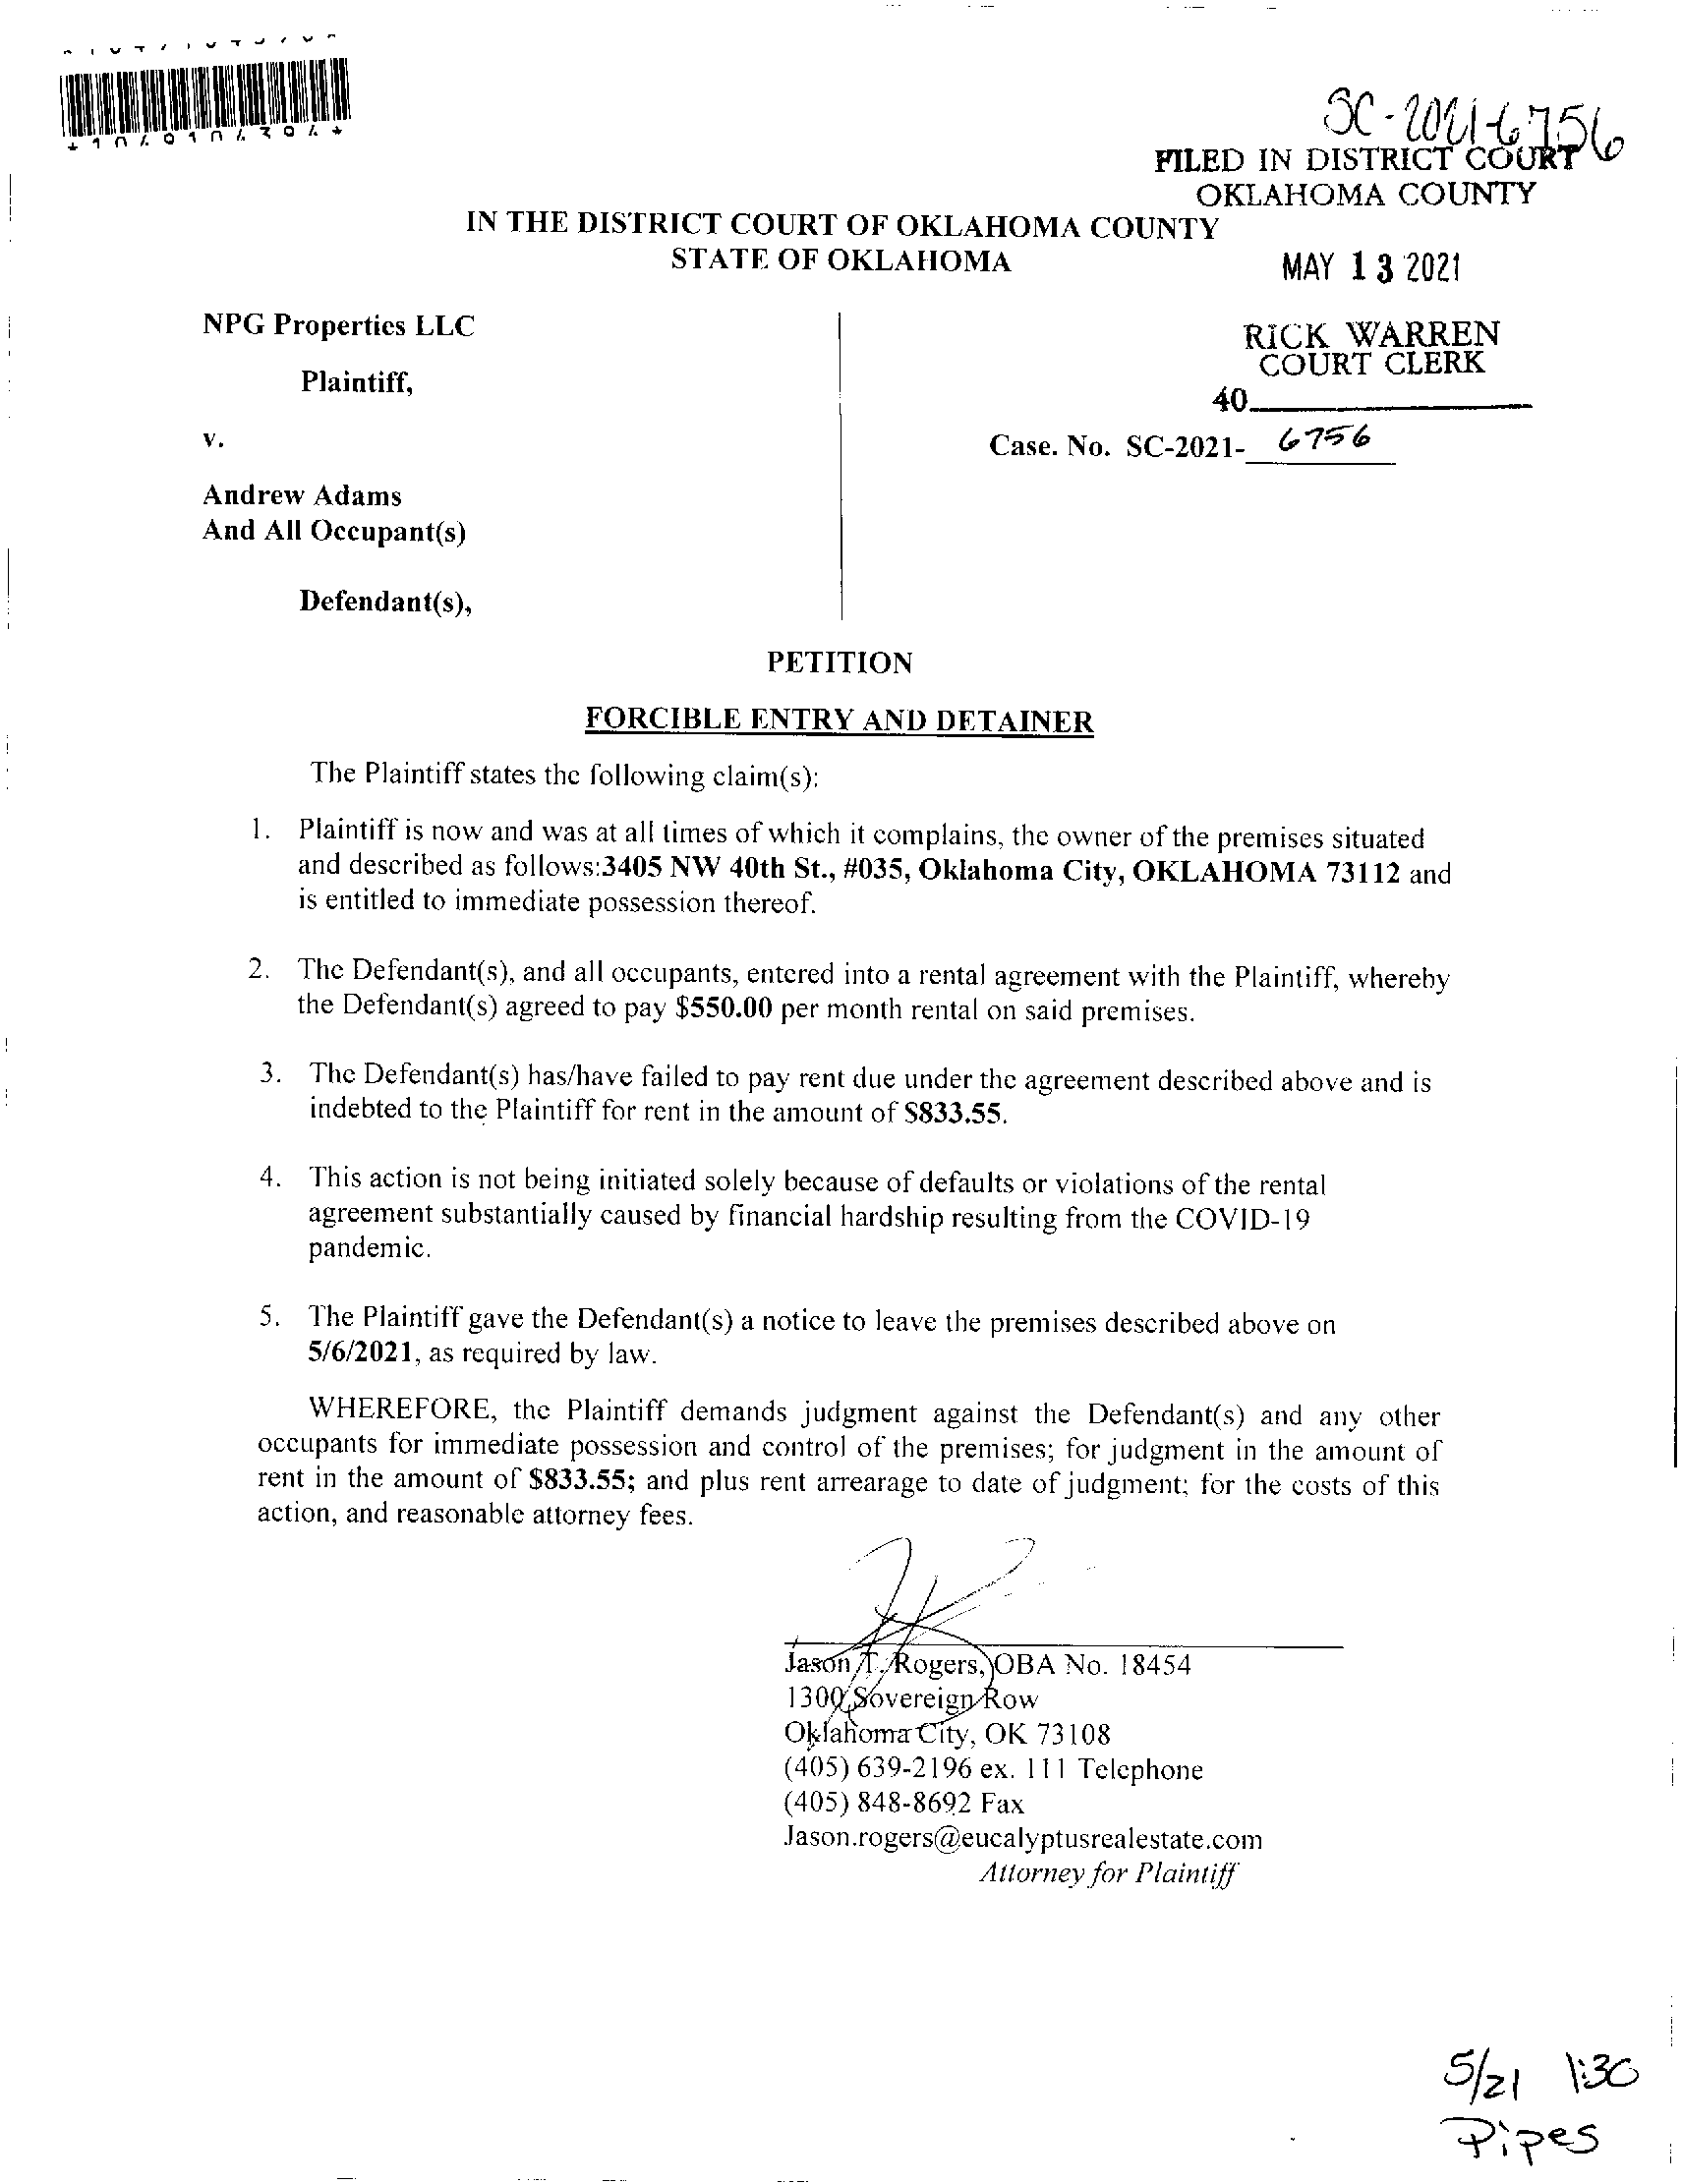 SC-2021-6756
FILED IN DISTRICT COURT
OKLAHOMA COUNTY
IN THE DISTRICT COURT OF OKLAHOMA COUNTY
STATE OF OKLAHOMA
MAY 13 2021
NPG Properties LLC
RICK WARREN
COURT CLERK
Plaintiff,
40
v.
Case. No. SC-2021- 6756
Andrew Adams
And All Occupant(s)
Defendant(s),
PETITION
FORCIBLE ENTRY AND DETAINER
The Plaintiff states the following claim(s):
1. Plaintiff is now and was at all times of which it complains, the owner of the premises situated
and described as follows:3405 NW 40th St., #035, Oklahoma City, OKLAHOMA 73112 and
is entitled to immediate possession thereof.
2. The Defendant(s), and all occupants, entered into a rental agreement with the Plaintiff, whereby
the Defendant(s) agreed to pay $550.00 per month rental on said premises.
3. The Defendant(s) has/have failed to pay rent due under the agreement described above and is
indebted to the Plaintiff for rent in the amount of $833.55.
4. This action is not being initiated solely because of defaults or violations of the rental
agreement substantially caused by financial hardship resulting from the COVID-19
pandemic.
5. The Plaintiff gave the Defendant(s) a notice to leave the premises described above on
5/6/2021, as required by law.
WHEREFORE, the Plaintiff demands judgment against the Defendant(s) and any other
occupants for immediate possession and control of the premises; for judgment in the amount of
rent in the amount of $833.55; and plus rent arrearage to date of judgment; for the costs of this
action, and reasonable attorney fees.
Jason T. Rogers, OBA No. 18454
1300 Sovereign Row
Oklahoma City, OK 73108
(405) 639-2196 ex. 111 Telephone
(405) 848-8692 Fax
Jason.rogers@eucalyptusrealestate.com
Attorney for Plaintiff
5/21 1:30
Pipes